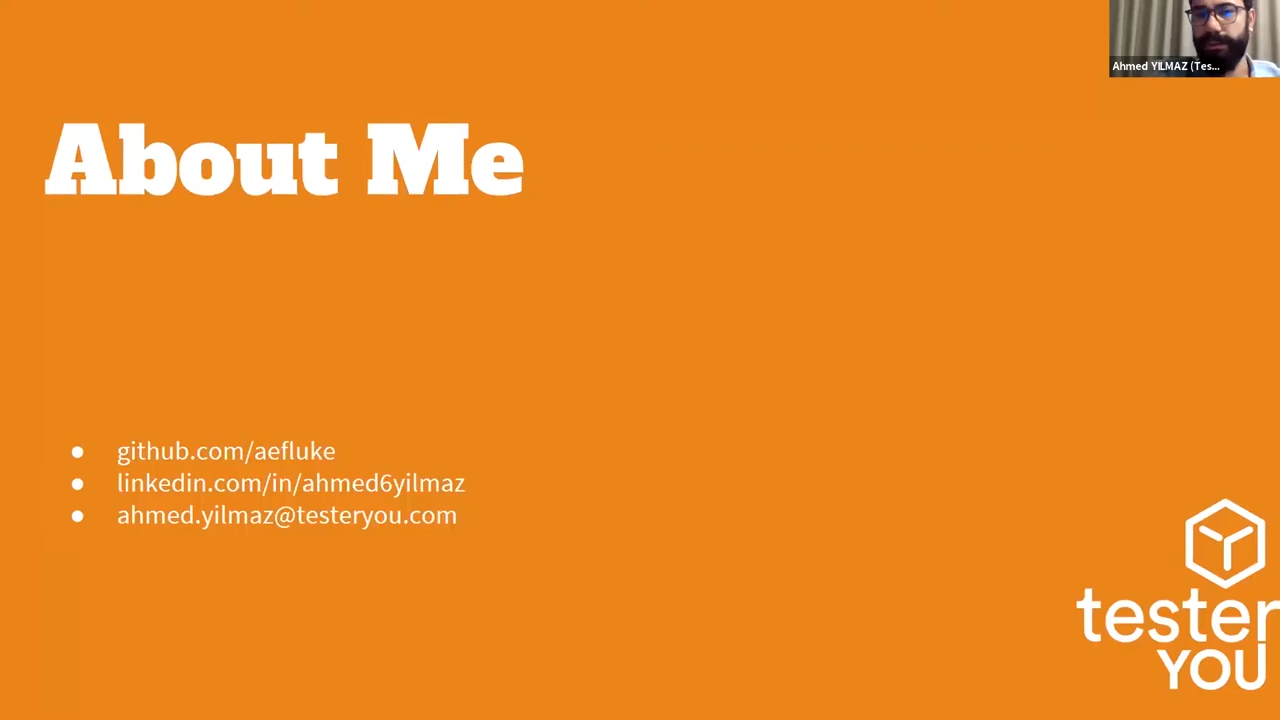 Ahmed YILMAZ (Tes...
About Me
github.com/aefluke
linkedin.com/in/ahmed6yilmaz
ahmed.yilmaz@testeryou.com
tester
YOU